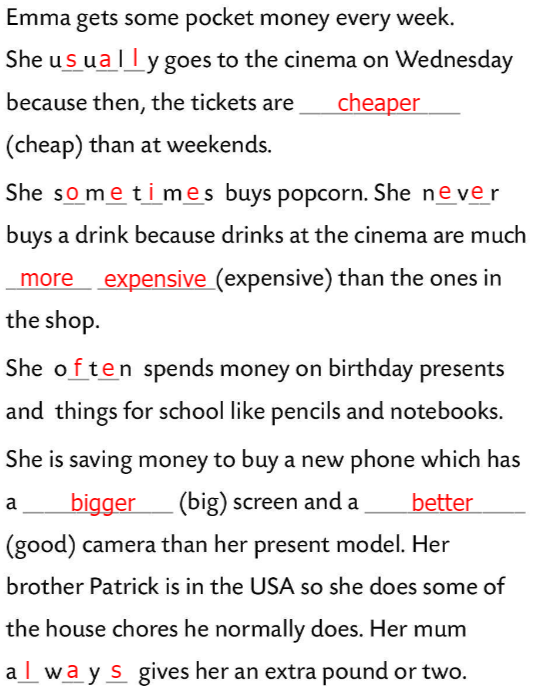 Emma gets some pocket money every week.
She usually goes to the cinema on Wednesday
because then, the tickets are cheaper
(cheap) than at weekends.
She sometimes buys popcorn. She never
buys a drink because drinks at the cinema are much
more expensive (expensive) than the ones in
the shop.
She often spends money on birthday presents
and things for school like pencils and notebooks.
She is saving money to buy a new phone which has
a bigger (big) screen and a better
(good) camera than her present model. Her
brother Patrick is in the USA so she does some of
the house chores he normally does. Her mum
always gives her an extra pound or two.